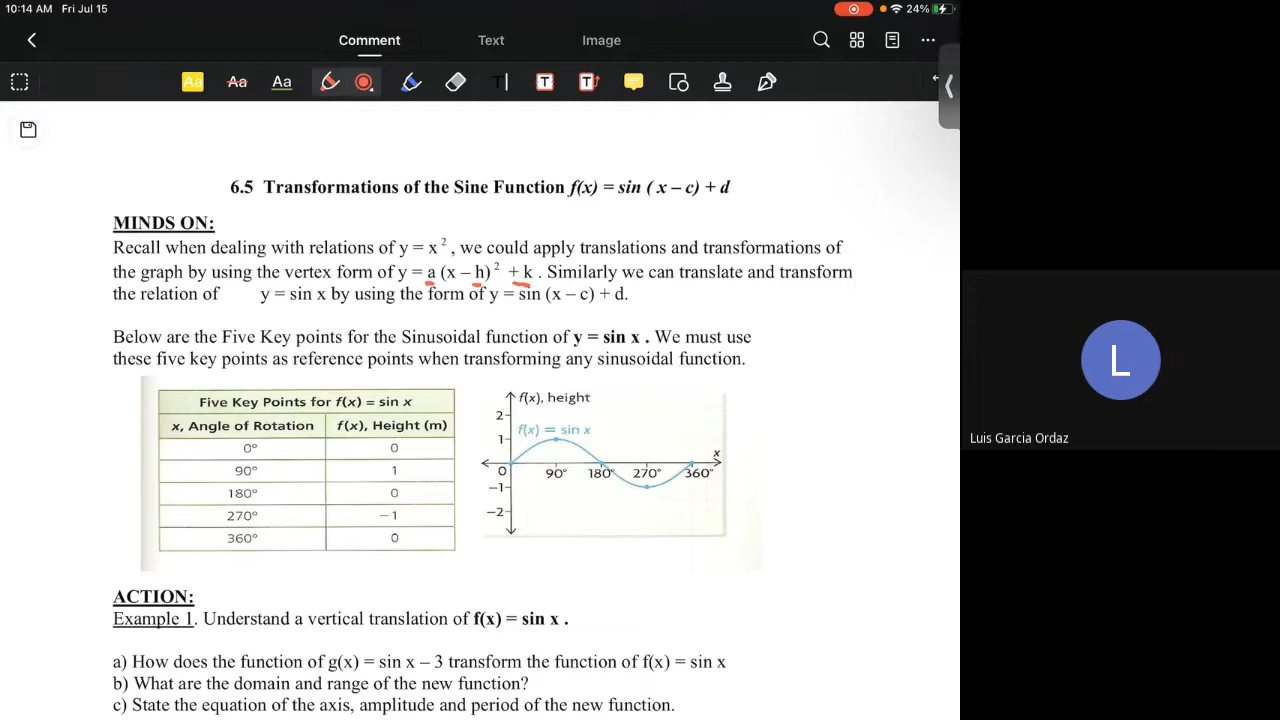 10:14 AM Fri Jul 15
24%
Comment Text Image
Aa Aa Aa T T T
6.5 Transformations of the Sine Function f(x) = sin ( x – c) + d
MINDS ON:
Recall when dealing with relations of y = x ², we could apply translations and transformations of
the graph by using the vertex form of y = a (x – h) ² + k . Similarly we can translate and transform
the relation of y = sin x by using the form of y = sin (x – c) + d.
Below are the Five Key points for the Sinusoidal function of y = sin x . We must use
these five key points as reference points when transforming any sinusoidal function.
Five Key Points for f(x) = sin x
x, Angle of Rotation f(x), Height (m)
0° 0
90° 1
180° 0
270° −1
360° 0
f(x), height
2
f(x) = sin x
1
x
0 90° 180° 270° 360°
−1
−2
ACTION:
Example 1. Understand a vertical translation of f(x) = sin x .
a) How does the function of g(x) = sin x – 3 transform the function of f(x) = sin x
b) What are the domain and range of the new function?
c) State the equation of the axis, amplitude and period of the new function.
L
Luis Garcia Ordaz